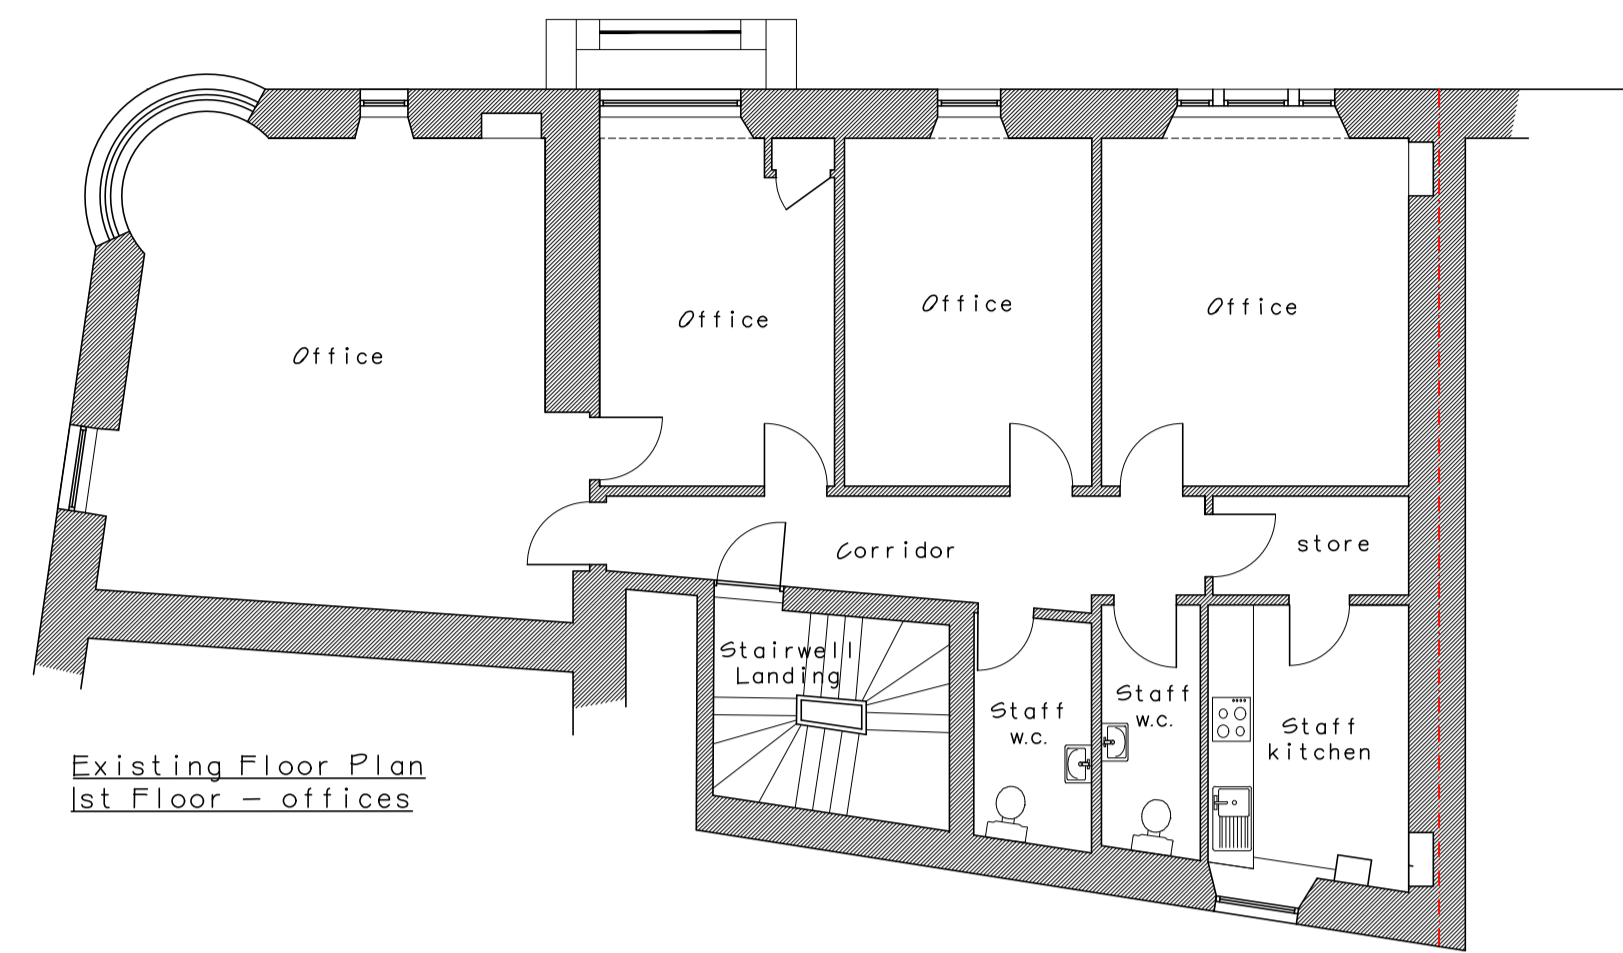 Office
Office
Office
Office
Corridor
store
Stairwell
Landing
Staff
w.c.
Staff
w.c.
Staff
kitchen
Existing Floor Plan
1st Floor – offices